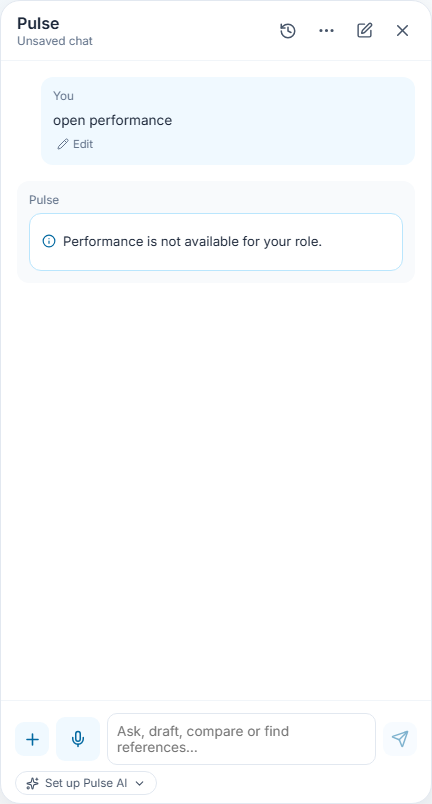 Pulse
Unsaved chat
You
open performance
Edit
Pulse
Performance is not available for your role.
Ask, draft, compare or find
references...
Set up Pulse AI